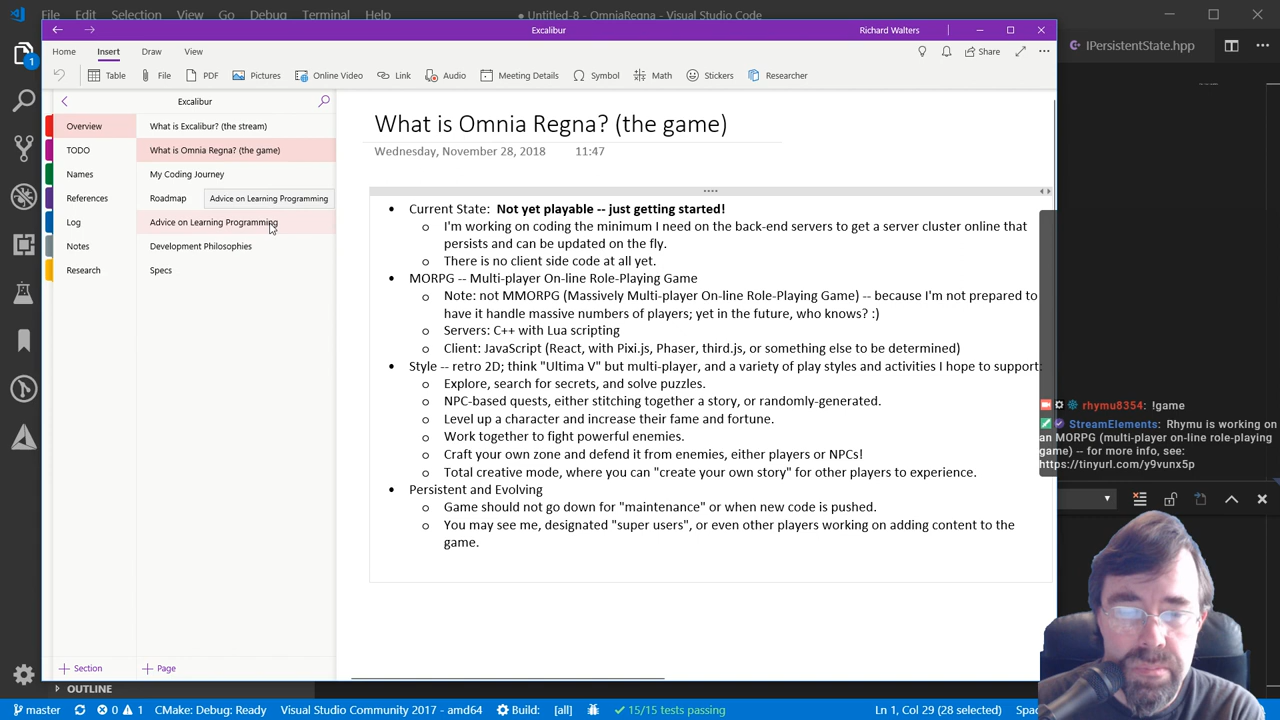 File Edit Selection View Go Debug Terminal Help
● Untitled-8 - OmniaRegna - Visual Studio Code
Excalibur
Richard Walters
Home Insert Draw View
Share
IPersistentState.hpp
Table File PDF Pictures Online Video Link Audio Meeting Details Symbol Math Stickers Researcher
1
Excalibur
Overview
TODO
Names
References
Log
Notes
Research
What is Excalibur? (the stream)
What is Omnia Regna? (the game)
My Coding Journey
Roadmap
Advice on Learning Programming
Advice on Learning Programming
Development Philosophies
Specs
What is Omnia Regna? (the game)
Wednesday, November 28, 2018 11:47
• Current State: Not yet playable -- just getting started!
o I'm working on coding the minimum I need on the back-end servers to get a server cluster online that
persists and can be updated on the fly.
o There is no client side code at all yet.
• MORPG -- Multi-player On-line Role-Playing Game
o Note: not MMORPG (Massively Multi-player On-line Role-Playing Game) -- because I'm not prepared to
have it handle massive numbers of players; yet in the future, who knows? :)
o Servers: C++ with Lua scripting
o Client: JavaScript (React, with Pixi.js, Phaser, third.js, or something else to be determined)
• Style -- retro 2D; think "Ultima V" but multi-player, and a variety of play styles and activities I hope to support:
o Explore, search for secrets, and solve puzzles.
o NPC-based quests, either stitching together a story, or randomly-generated.
o Level up a character and increase their fame and fortune.
o Work together to fight powerful enemies.
o Craft your own zone and defend it from enemies, either players or NPCs!
o Total creative mode, where you can "create your own story" for other players to experience.
• Persistent and Evolving
o Game should not go down for "maintenance" or when new code is pushed.
o You may see me, designated "super users", or even other players working on adding content to the
game.
rhymu8354: !game
StreamElements: Rhymu is working on
an MORPG (multi-player on-line role-playing
game) -- for more info, see:
https://tinyurl.com/y9vunx5p
+ Section + Page
OUTLINE
master 0 1 CMake: Debug: Ready Visual Studio Community 2017 - amd64 Build: [all] 15/15 tests passing Ln 1, Col 29 (28 selected)